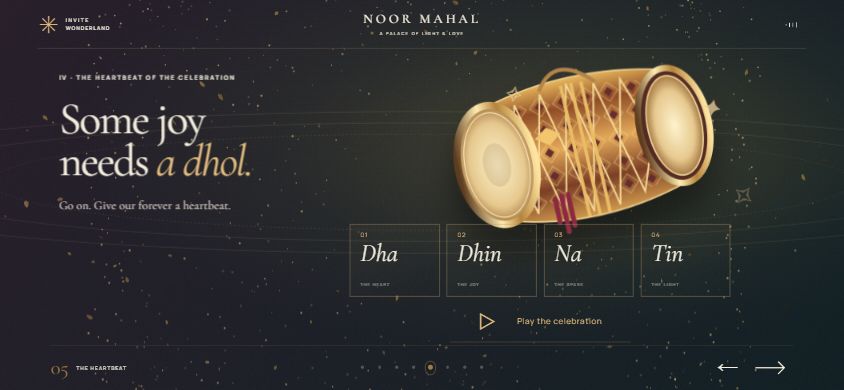 INVITE
WONDERLAND
NOOR MAHAL
A PALACE OF LIGHT & LOVE
IV · THE HEARTBEAT OF THE CELEBRATION
Some joy
needs a dhol.
Go on. Give our forever a heartbeat.
01
Dha
THE HEART
02
Dhin
THE JOY
03
Na
THE SPARK
04
Tin
THE LIGHT
Play the celebration
05 THE HEARTBEAT